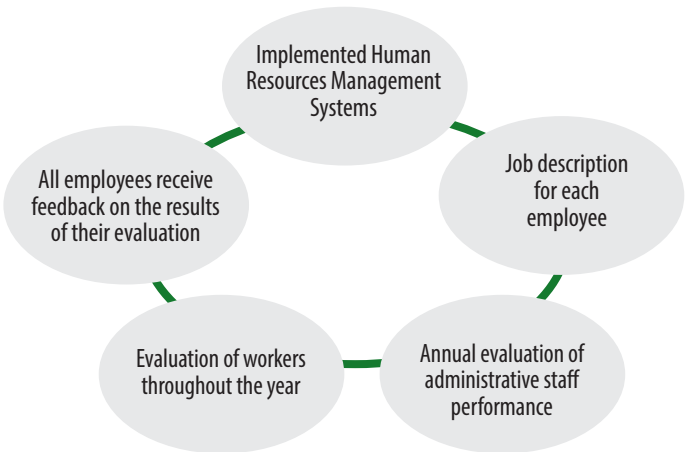 Implemented Human
Resources Management
Systems
Job description
for each
employee
Annual evaluation of
administrative staff
performance
Evaluation of workers
throughout the year
All employees receive
feedback on the results
of their evaluation